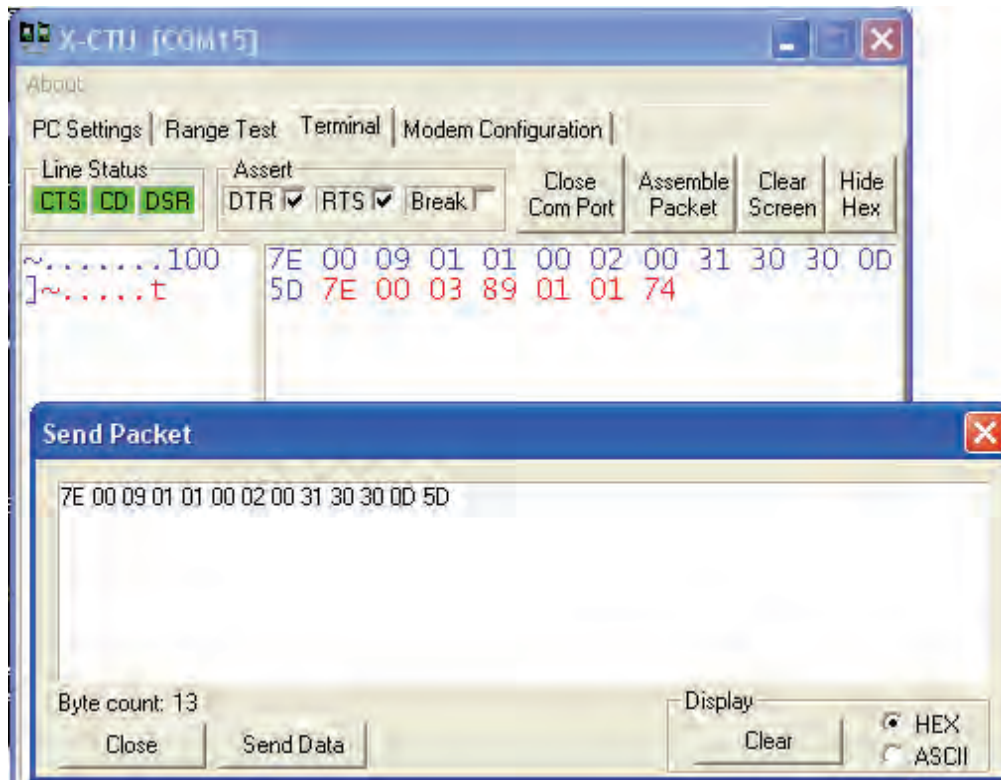 X-CTU [COM15]
About
PC Settings Range Test Terminal Modem Configuration
Line Status
CTS CD DSR
Assert
DTR RTS Break
Close Com Port
Assemble Packet
Clear Screen
Hide Hex
~.......100 7E 00 09 01 01 00 02 00 31 30 30 0D
]~.....t 5D 7E 00 03 89 01 01 74
Send Packet
7E 00 09 01 01 00 02 00 31 30 30 0D 5D
Byte count: 13
Close
Send Data
Display
Clear
HEX
ASCII